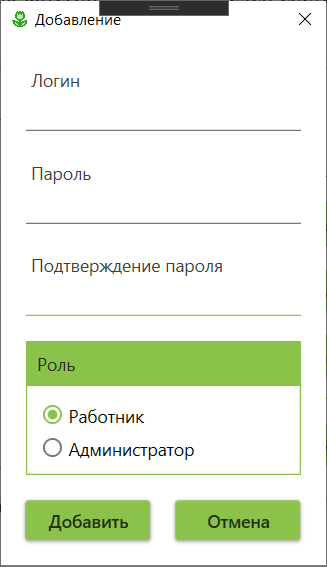 Добавление
Логин
Пароль
Подтверждение пароля
Роль
Работник
Администратор
Добавить
Отмена